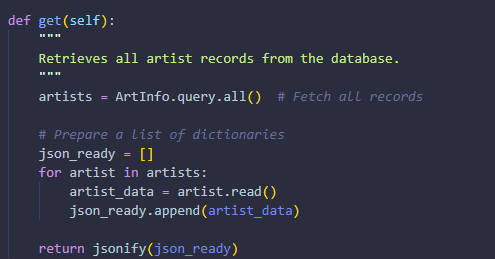 def get(self):
    """
    Retrieves all artist records from the database.
    """
    artists = ArtInfo.query.all()  # Fetch all records
    # Prepare a list of dictionaries
    json_ready = []
    for artist in artists:
        artist_data = artist.read()
        json_ready.append(artist_data)
    return jsonify(json_ready)